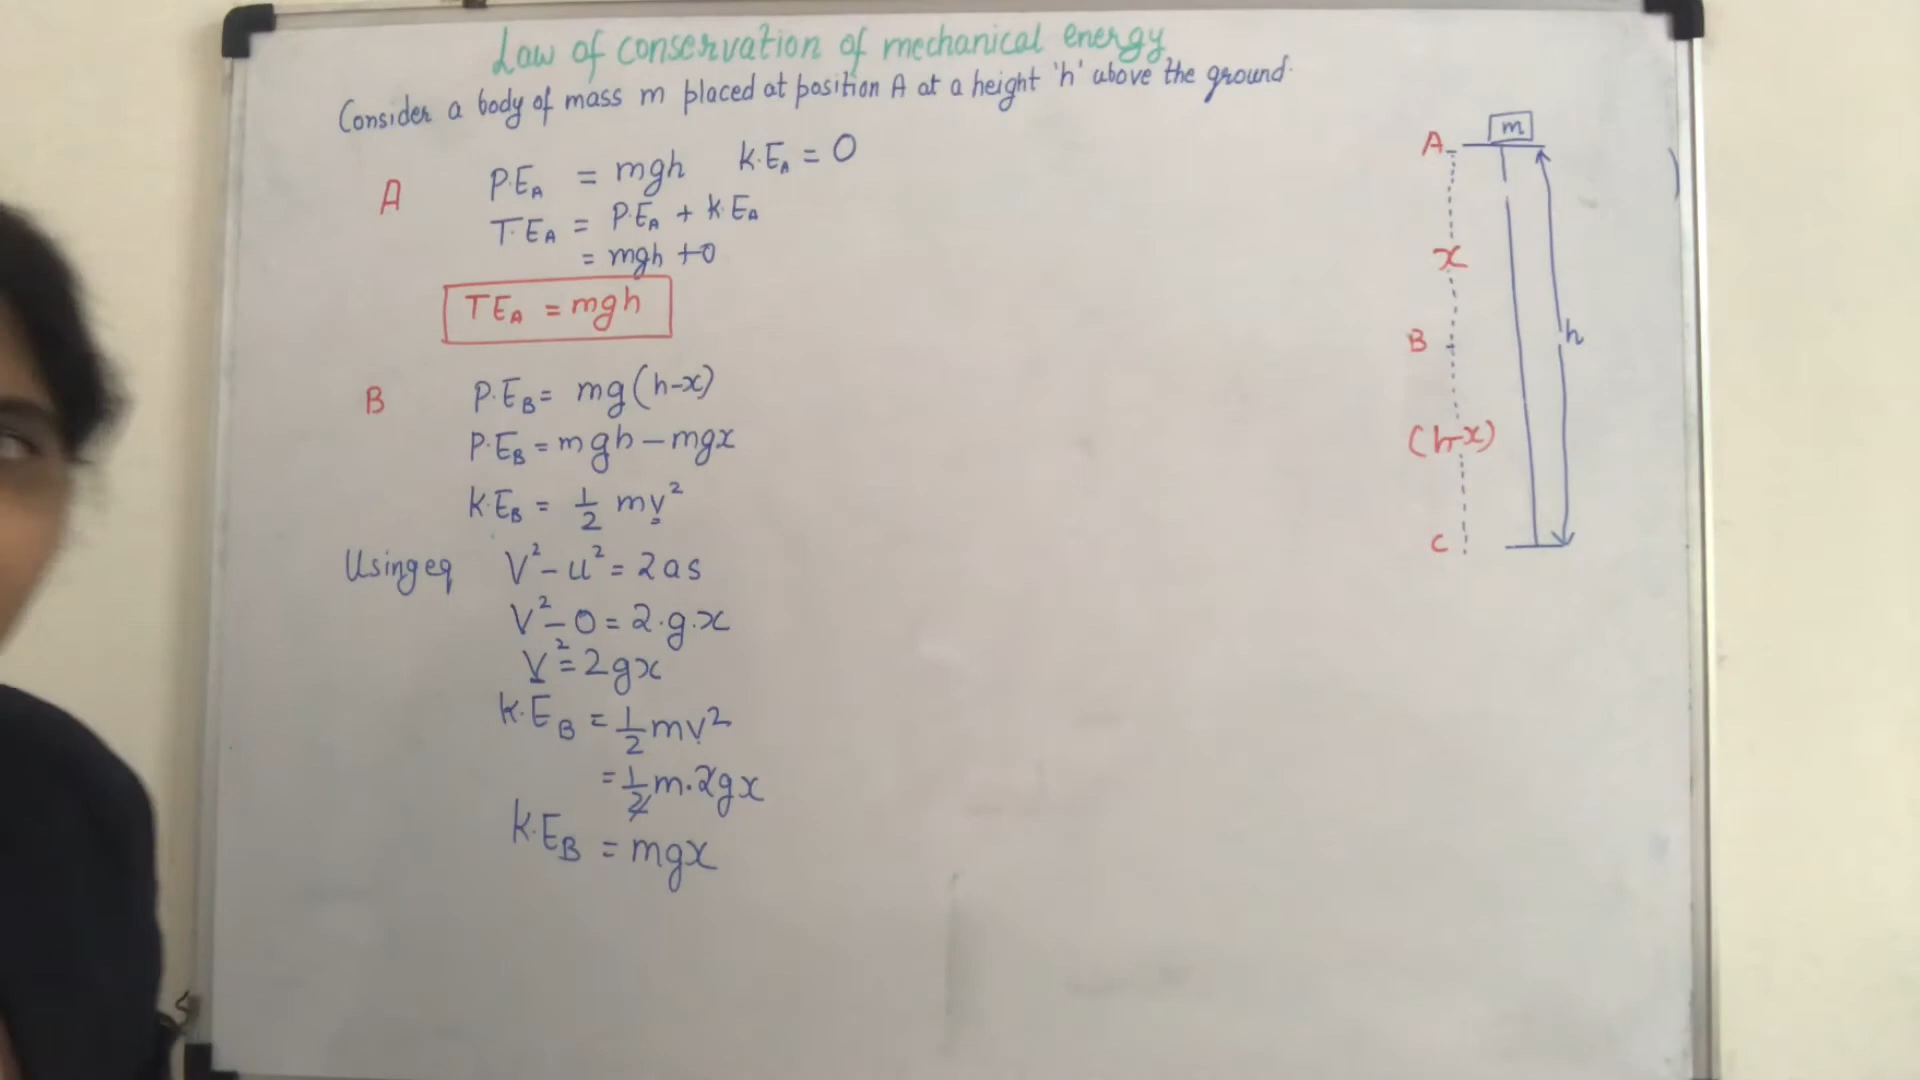 Law of conservation of mechanical energy
Consider a body of mass m placed at position A at a height 'h' above the ground.
A
P.E_A = mgh K.E_A = 0
T.E_A = P.E_A + K.E_A
= mgh + 0
TE_A = mgh
B
P.E_B = mg(h-x)
P.E_B = mgh - mgx
K.E_B = 1/2 mv²
Using eq V² - u² = 2as
V² - 0 = 2.g.x
V² = 2gx
K.E_B = 1/2 mv²
= 1/2 m.2gx
K.E_B = mgx
m
A
x
B
h
(h-x)
C